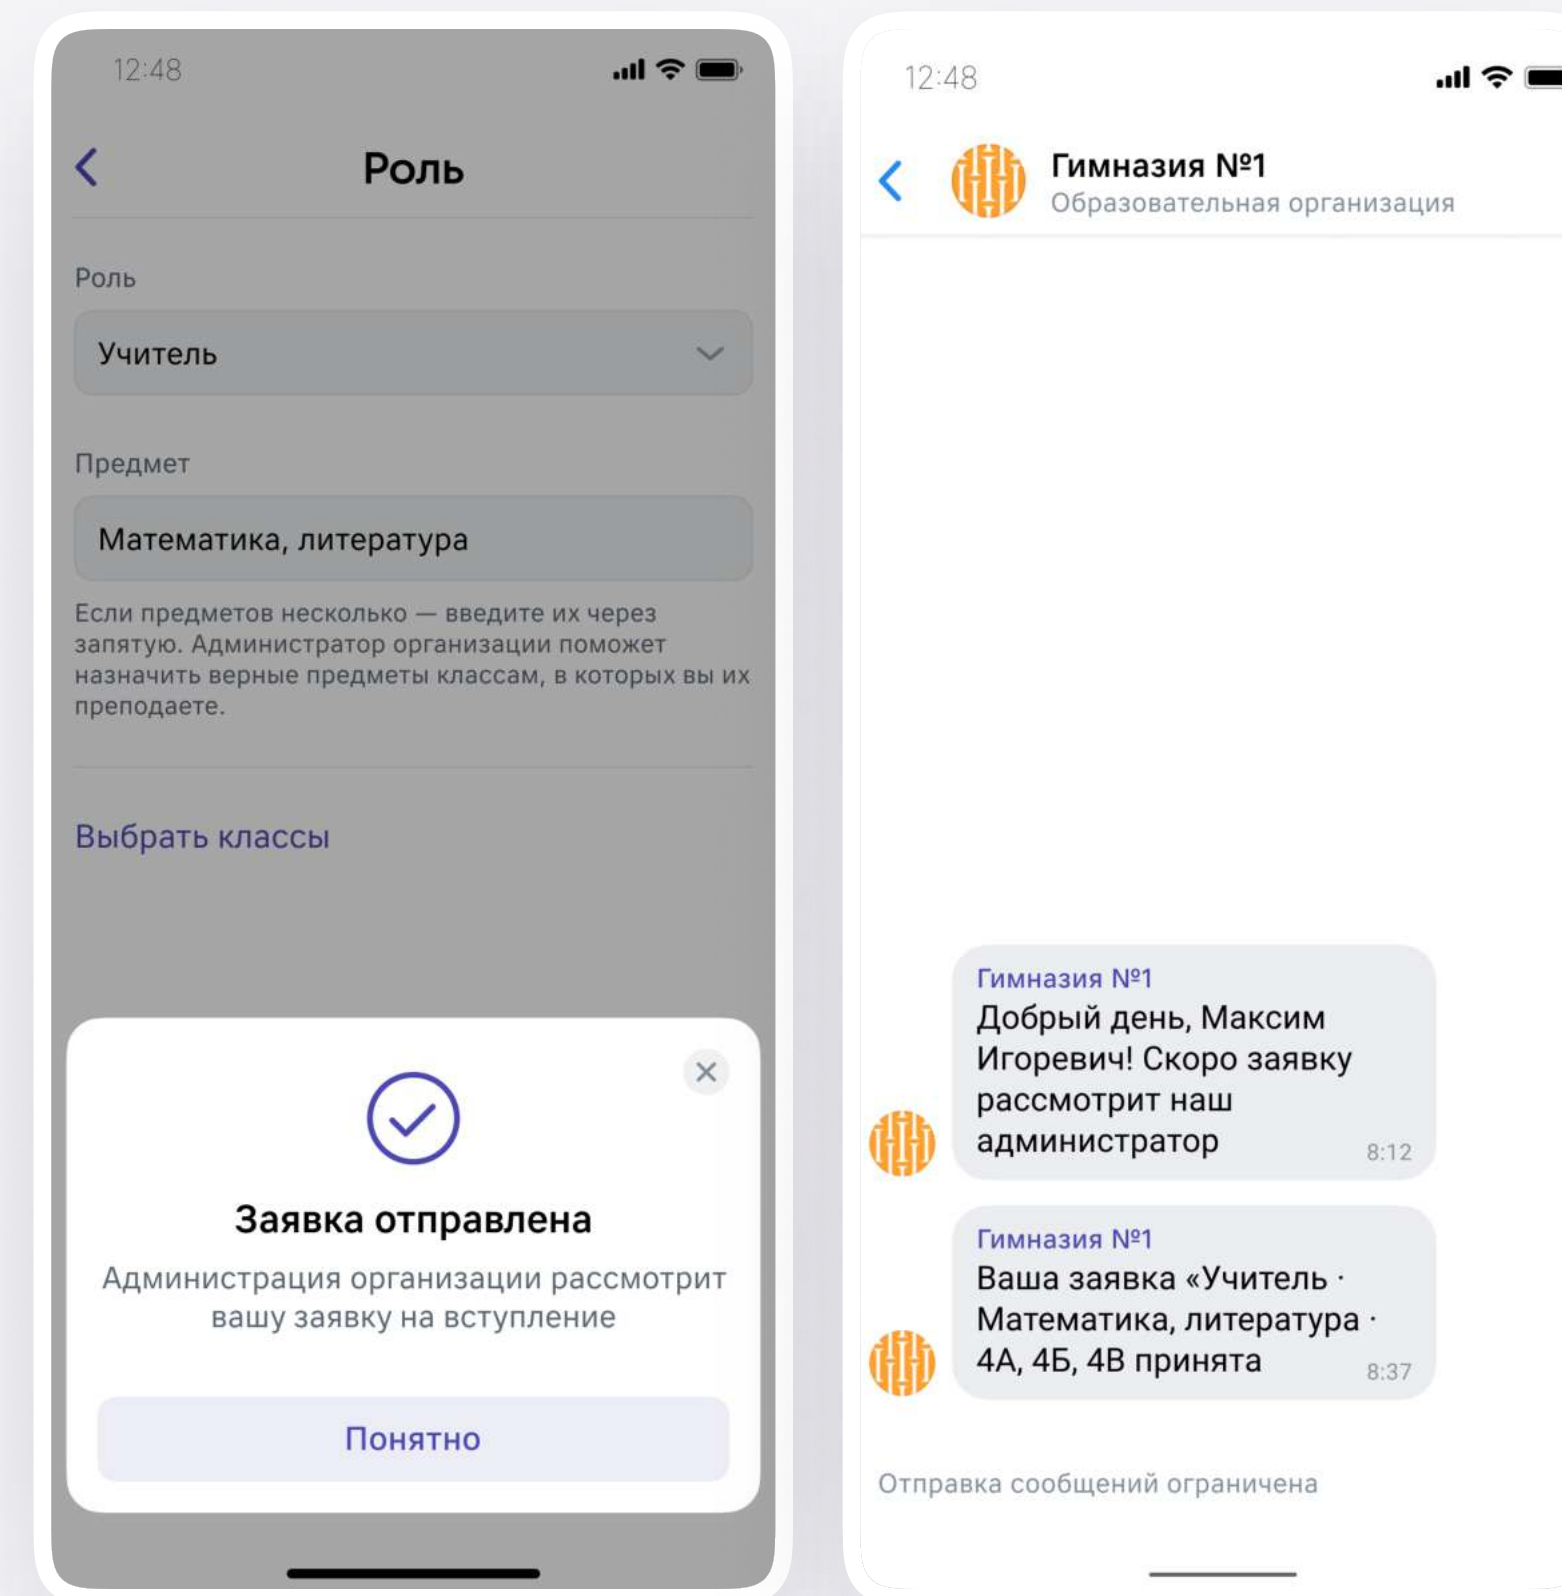 12:48
Роль
Роль
Учитель
Предмет
Математика, литература
Если предметов несколько — введите их через
запятую. Администратор организации поможет
назначить верные предметы классам, в которых вы их
преподаете.
Выбрать классы
Заявка отправлена
Администрация организации рассмотрит
вашу заявку на вступление
Понятно
12:48
Гимназия №1
Образовательная организация
Гимназия №1
Добрый день, Максим
Игоревич! Скоро заявку
рассмотрит наш
администратор
8:12
Гимназия №1
Ваша заявка «Учитель ·
Математика, литература ·
4А, 4Б, 4В принята
8:37
Отправка сообщений ограничена